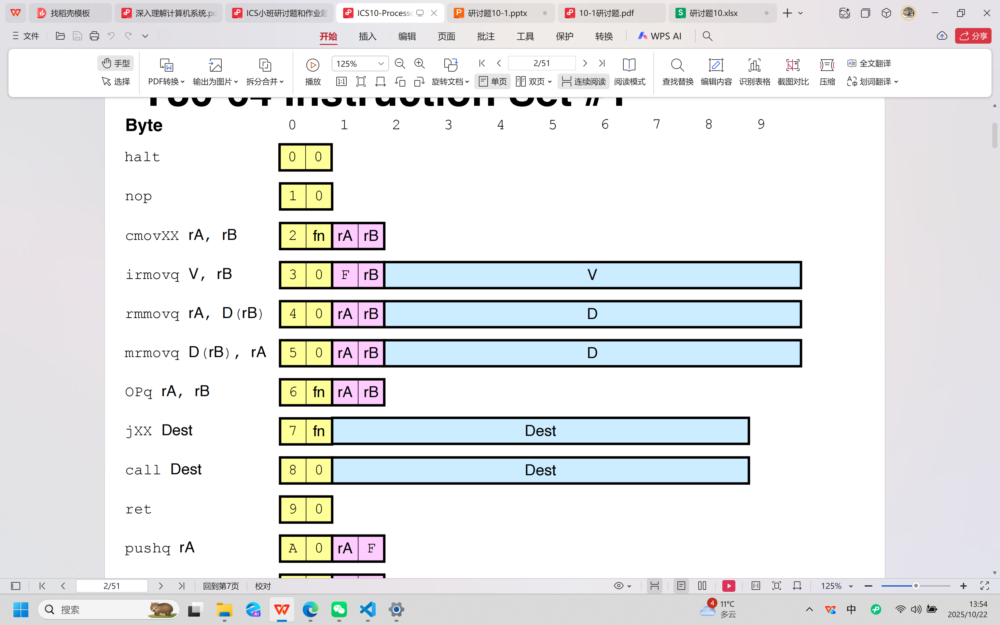 找稻壳模板 深入理解计算机系统.pd ICS小班研讨题和作业题 ICS10-Processo 研讨题10-1.pptx 10-1研讨题.pdf 研讨题10.xlsx
文件 开始 插入 编辑 页面 批注 工具 保护 转换 WPS AI 分享
手型 125% 2/51 全文翻译
选择 PDF转换 输出为图片 拆分合并 播放 1:1 旋转文档 单页 双页 连续阅读 阅读模式 查找替换 编辑内容 识别表格 截图对比 压缩 划词翻译
Instruction Set #1
Byte 0 1 2 3 4 5 6 7 8 9
halt 0 0
nop 1 0
cmovXX rA, rB 2 fn rA rB
irmovq V, rB 3 0 F rB V
rmmovq rA, D(rB) 4 0 rA rB D
mrmovq D(rB), rA 5 0 rA rB D
OPq rA, rB 6 fn rA rB
jXX Dest 7 fn Dest
call Dest 8 0 Dest
ret 9 0
pushq rA A 0 rA F
2/51 回到第7页 校对 125%
搜索 4 11°C 多云 中 13:54 2025/10/22